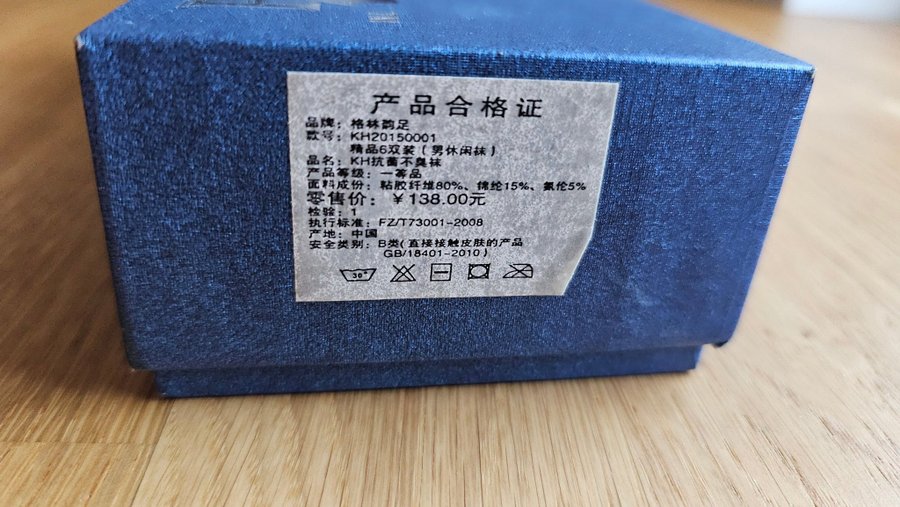 产品合格证
品牌：格林韵足
款号：KH20150001
精品6双装（男休闲袜）
品名：KH抗菌不臭袜
产品等级：一等品
面料成份：粘胶纤维80%、锦纶15%、氨伦5%
零售价：￥138.00元
检验：1
执行标准：FZ/T73001-2008
产地：中国
安全类别：B类（直接接触皮肤的产品
GB/18401-2010）
30°